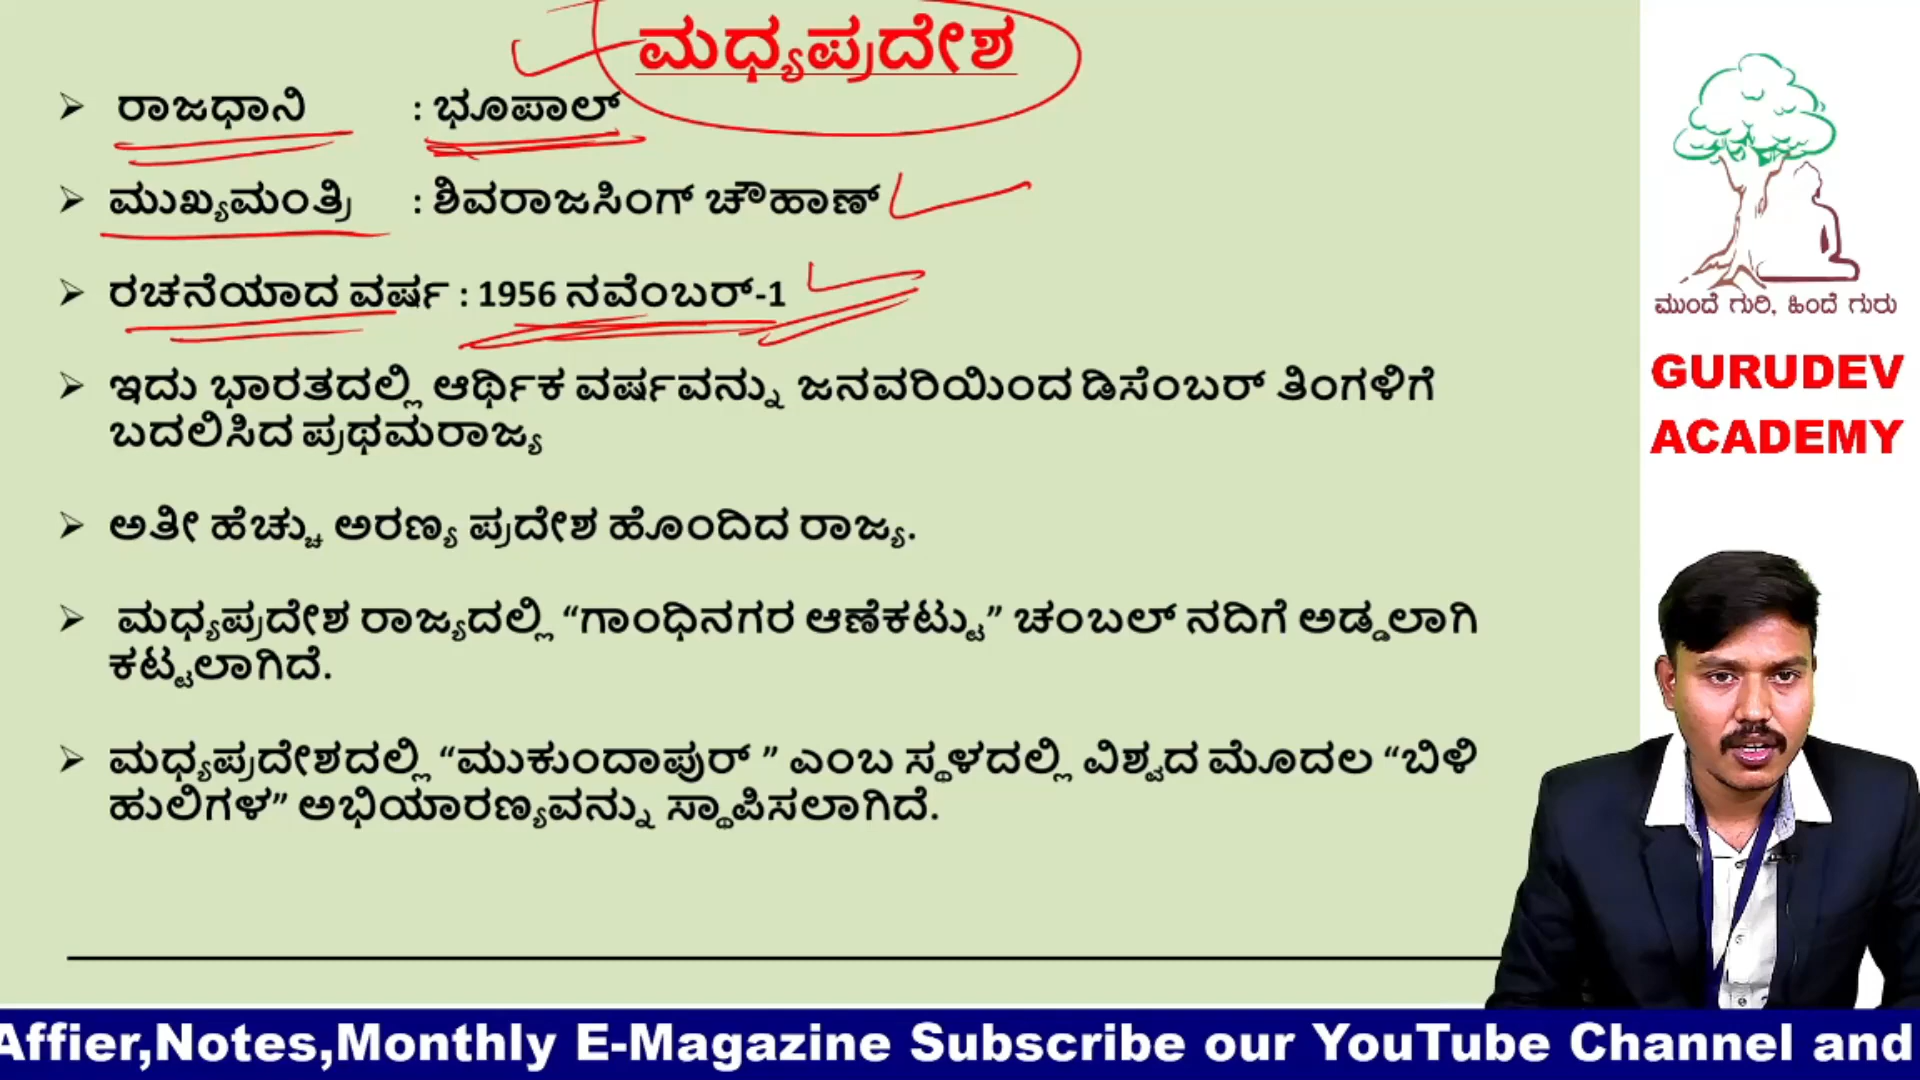 ಮಧ್ಯಪ್ರದೇಶ
➢ ರಾಜಧಾನಿ : ಭೂಪಾಲ್
➢ ಮುಖ್ಯಮಂತ್ರಿ : ಶಿವರಾಜಸಿಂಗ್ ಚೌಹಾಣ್
➢ ರಚನೆಯಾದ ವರ್ಷ : 1956 ನವೆಂಬರ್-1
➢ ಇದು ಭಾರತದಲ್ಲಿ ಆರ್ಥಿಕ ವರ್ಷವನ್ನು ಜನವರಿಯಿಂದ ಡಿಸೆಂಬರ್ ತಿಂಗಳಿಗೆ
ಬದಲಿಸಿದ ಪ್ರಥಮರಾಜ್ಯ
➢ ಅತೀ ಹೆಚ್ಚು ಅರಣ್ಯ ಪ್ರದೇಶ ಹೊಂದಿದ ರಾಜ್ಯ.
➢ ಮಧ್ಯಪ್ರದೇಶ ರಾಜ್ಯದಲ್ಲಿ “ಗಾಂಧಿನಗರ ಆಣೆಕಟ್ಟು” ಚಂಬಲ್ ನದಿಗೆ ಅಡ್ಡಲಾಗಿ
ಕಟ್ಟಲಾಗಿದೆ.
➢ ಮಧ್ಯಪ್ರದೇಶದಲ್ಲಿ “ಮುಕುಂದಾಪುರ್ ” ಎಂಬ ಸ್ಥಳದಲ್ಲಿ ವಿಶ್ವದ ಮೊದಲ “ಬಿಳಿ
ಹುಲಿಗಳ” ಅಭಿಯಾರಣ್ಯವನ್ನು ಸ್ಥಾಪಿಸಲಾಗಿದೆ.
ಮುಂದೆ ಗುರಿ, ಹಿಂದೆ ಗುರು
GURUDEV
ACADEMY
Affier,Notes,Monthly E-Magazine Subscribe our YouTube Channel and